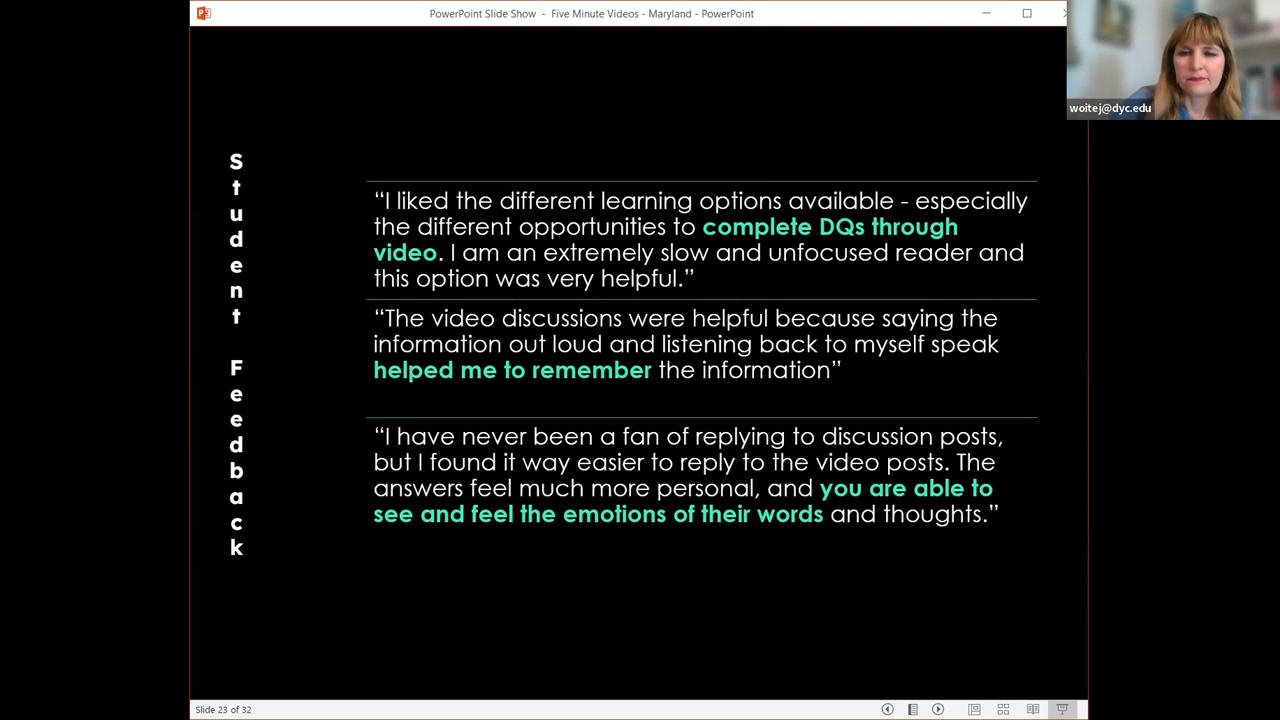 PowerPoint Slide Show - Five Minute Videos - Maryland - PowerPoint
woitej@dyc.edu
Student Feedback
“I liked the different learning options available - especially
the different opportunities to complete DQs through
video. I am an extremely slow and unfocused reader and
this option was very helpful.”
“The video discussions were helpful because saying the
information out loud and listening back to myself speak
helped me to remember the information”
“I have never been a fan of replying to discussion posts,
but I found it way easier to reply to the video posts. The
answers feel much more personal, and you are able to
see and feel the emotions of their words and thoughts.”
Slide 23 of 32